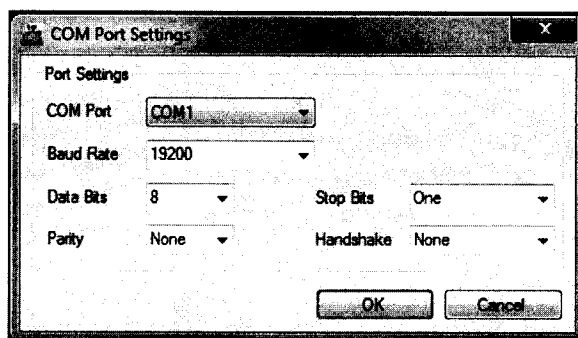 COM Port Settings
X
Port Settings
COM Port COM1
Baud Rate 19200
Data Bits 8 Stop Bits One
Parity None Handshake None
OK Cancel